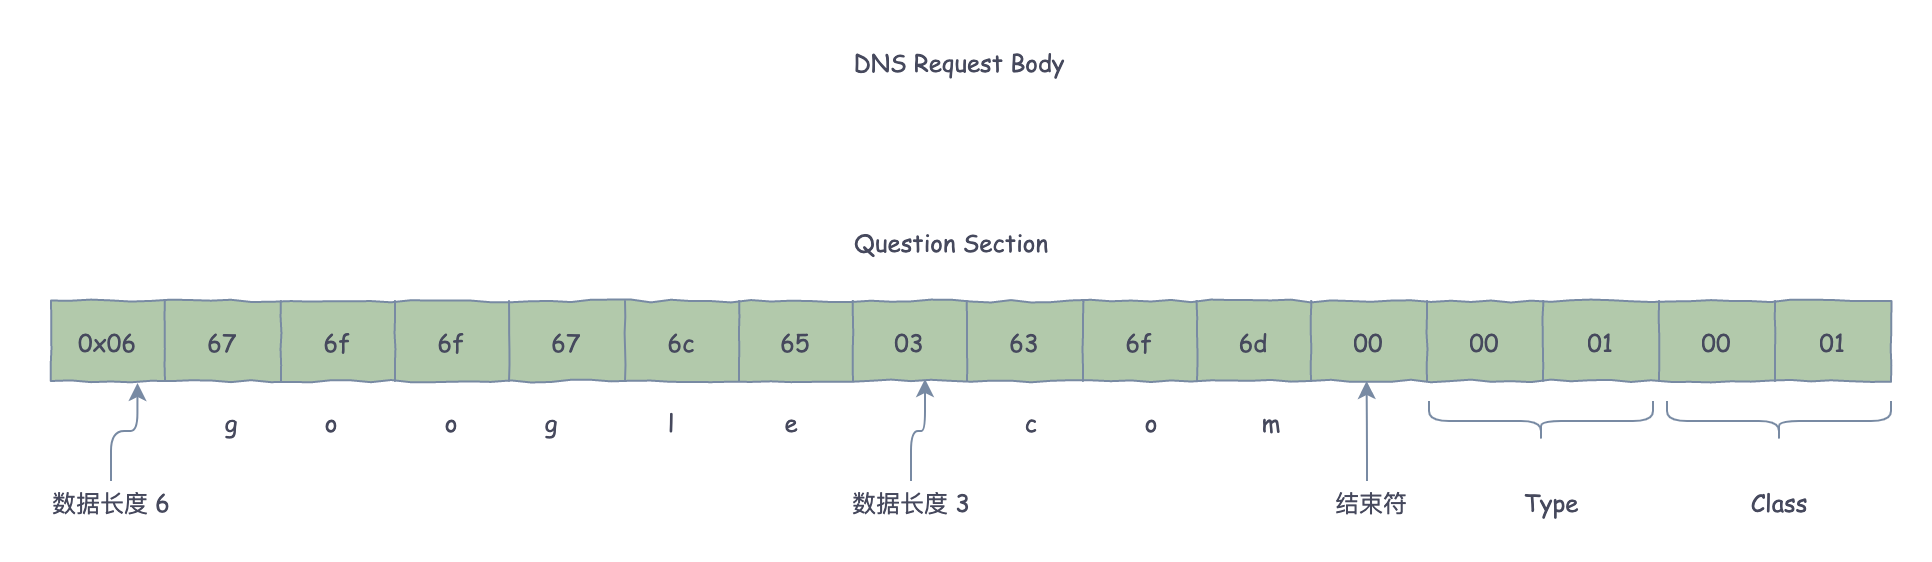 DNS Request Body
Question Section
0x06 67 6f 6f 67 6c 65 03 63 6f 6d 00 00 01 00 01
g o o g l e c o m
数据长度 6 数据长度 3 结束符 Type Class